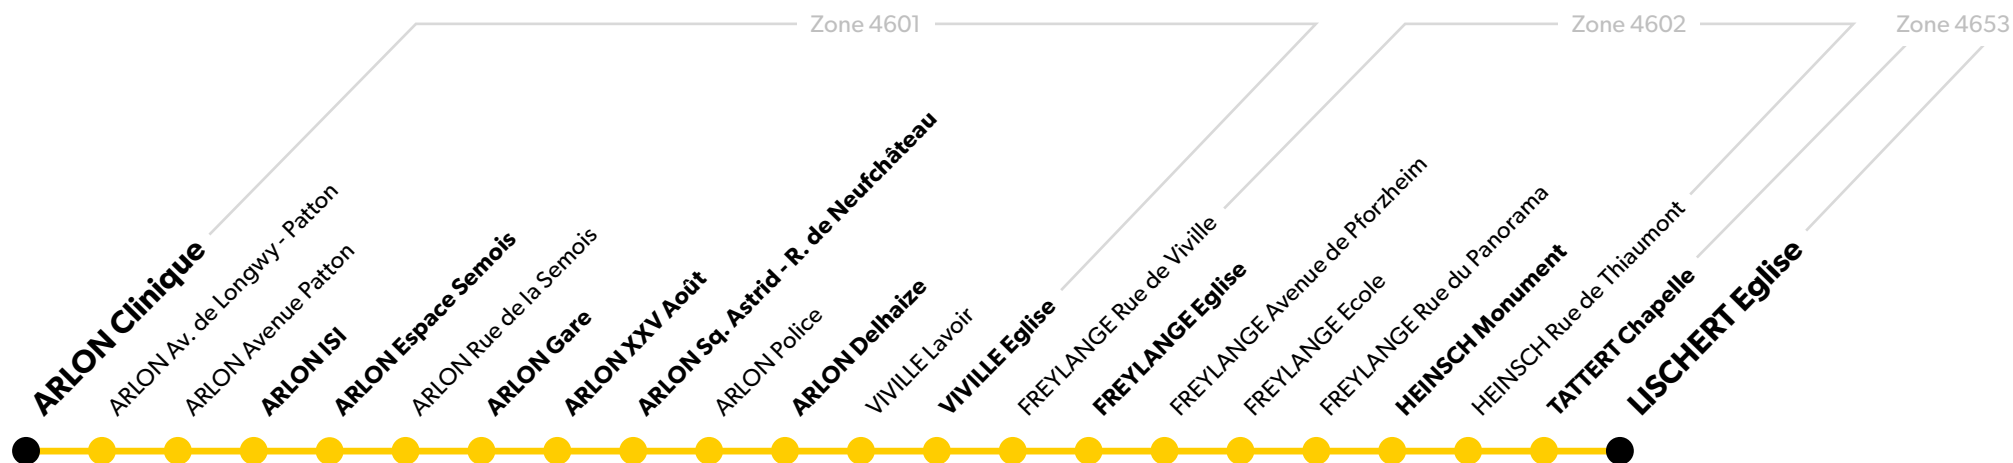 Zone 4601
Zone 4602
Zone 4653
ARLON Clinique
ARLON Av. de Longwy - Patton
ARLON Avenue Patton
ARLON ISI
ARLON Espace Semois
ARLON Rue de la Semois
ARLON Gare
ARLON XXV Août
ARLON Sq. Astrid - R. de Neufchâteau
ARLON Police
ARLON Delhaize
VIVILLE Lavoir
VIVILLE Eglise
FREYLANGE Rue de Viville
FREYLANGE Eglise
FREYLANGE Avenue de Pforzheim
FREYLANGE Ecole
FREYLANGE Rue du Panorama
HEINSCH Monument
HEINSCH Rue de Thiaumont
TATTERT Chapelle
LISCHERT Eglise